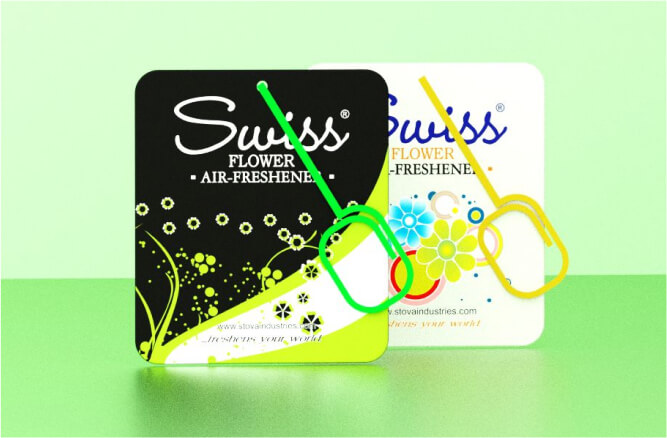 Swiss®
FLOWER
▪ AIR-FRESHENER
www.stovaindustries.com
...freshens your world
Swiss®
FLOWER
R-FRESHENER ▪
www.stovaindustries.com
freshens your world